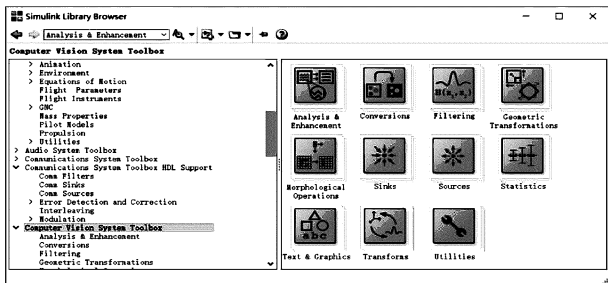 Simulink Library Browser
Analysis & Enhancement
Computer Vision System Toolbox
> Animation
> Environment
> Equations of Motion
Flight Parameters
Flight Instruments
> GNC
Mass Properties
Pilot Models
Propulsion
> Utilities
> Audio System Toolbox
> Communications System Toolbox
Communications System Toolbox HDL Support
Comm Filters
Comm Sinks
Comm Sources
> Error Detection and Correction
Interleaving
> Modulation
Computer Vision System Toolbox
Analysis & Enhancement
Conversions
Filtering
Geometric Transformations
Analysis & Enhancement
Conversions
Filtering
Geometric Transformations
Morphological Operations
Sinks
Sources
Statistics
abc
Text & Graphics
Transforms
Utilities